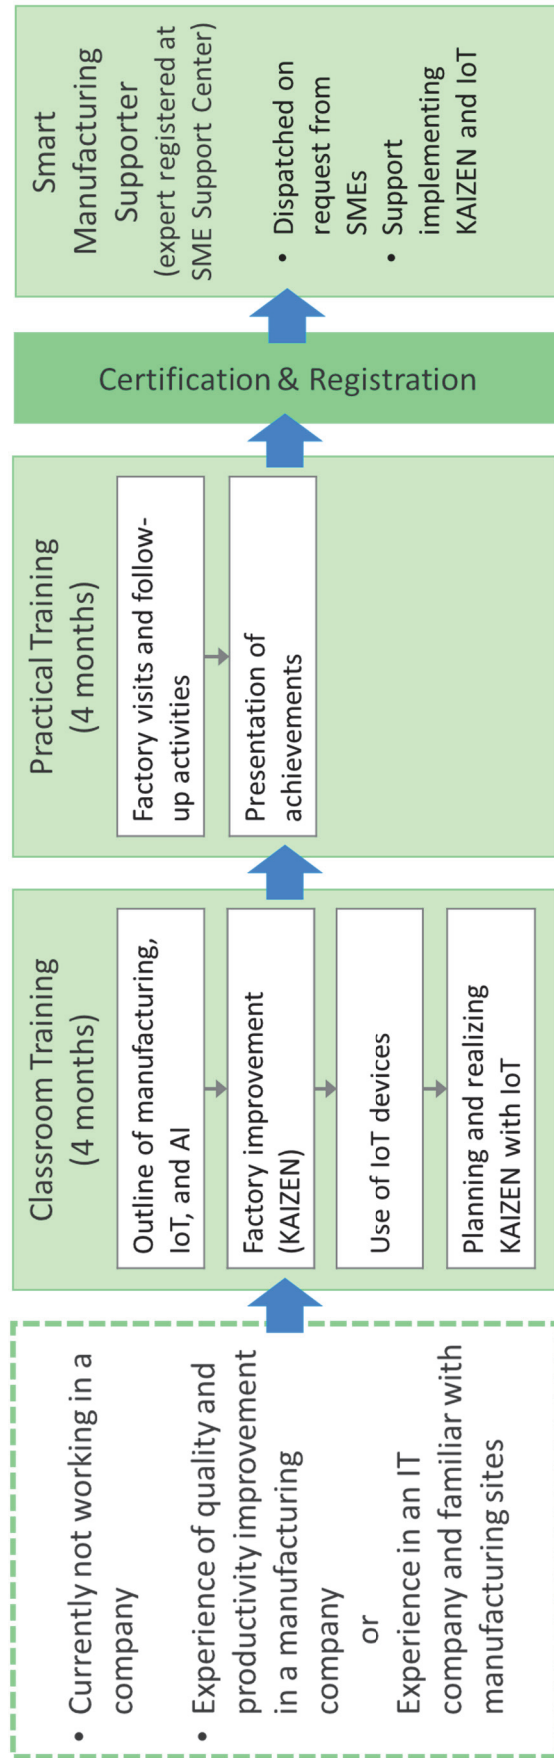 • Currently not working in a
company
• Experience of quality and
productivity improvement
in a manufacturing
company
or
Experience in an IT
company and familiar with
manufacturing sites
Classroom Training
(4 months)
Outline of manufacturing,
IoT, and AI
Factory improvement
(KAIZEN)
Use of IoT devices
Planning and realizing
KAIZEN with IoT
Practical Training
(4 months)
Factory visits and follow-
up activities
Presentation of
achievements
Certification & Registration
Smart
Manufacturing
Supporter
(expert registered at
SME Support Center)
• Dispatched on
request from
SMEs
• Support
implementing
KAIZEN and IoT